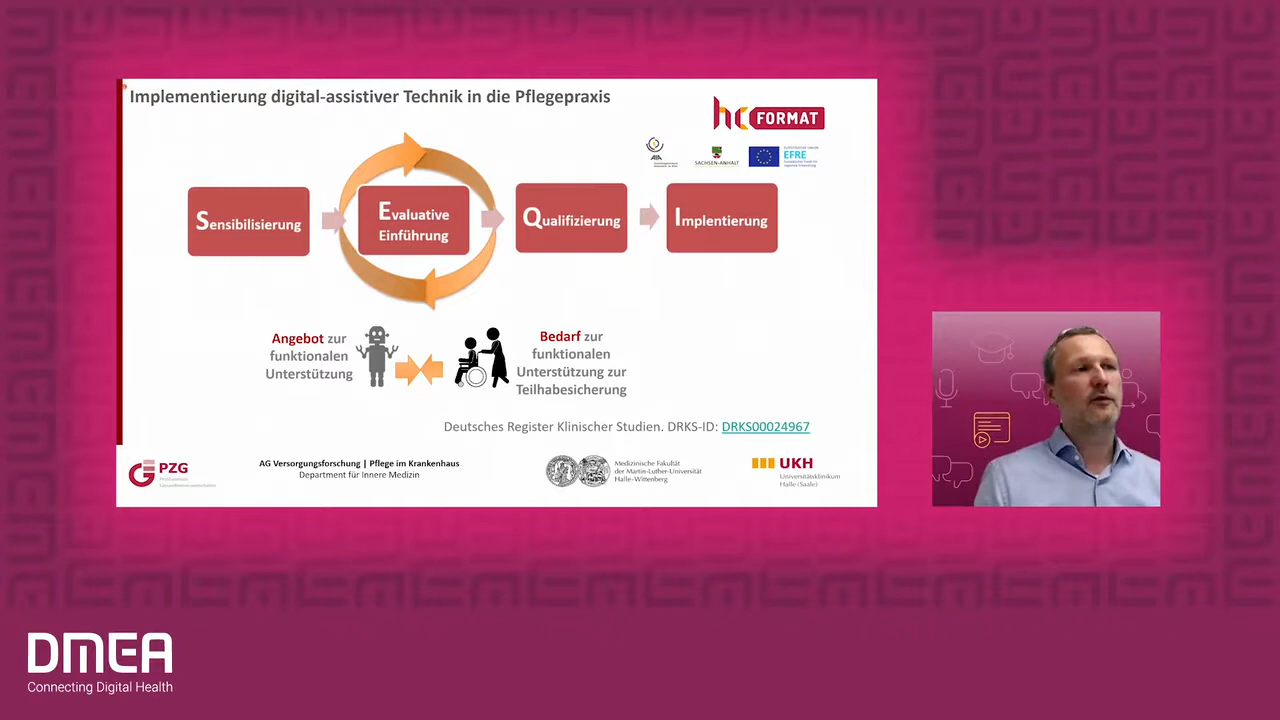 Implementierung digital-assistiver Technik in die Pflegepraxis
hc FORMAT
SACHSEN-ANHALT
EFRE
Sensibilisierung
Evaluative
Einführung
Qualifizierung
Implentierung
Angebot zur
funktionalen
Unterstützung
Bedarf zur
funktionalen
Unterstützung zur
Teilhabesicherung
Deutsches Register Klinischer Studien. DRKS-ID: DRKS00024967
PZG
AG Versorgungsforschung | Pflege im Krankenhaus
Department für Innere Medizin
Medizinische Fakultät
der Martin-Luther-Universität
Halle-Wittenberg
UKH
Universitätsklinikum
Halle (Saale)
DMEA
Connecting Digital Health